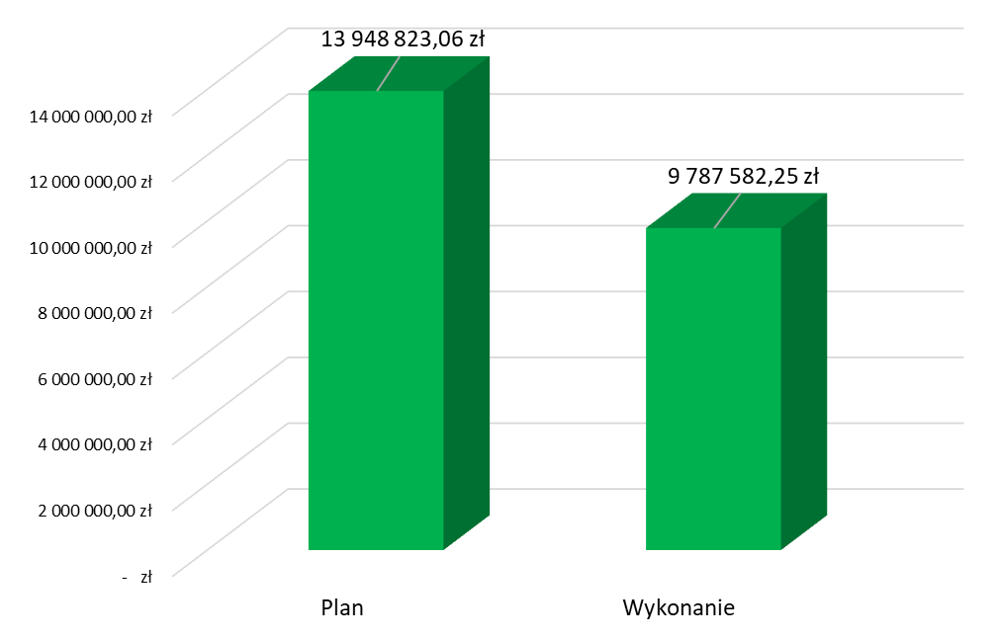 13 948 823,06 zł
14 000 000,00 zł
12 000 000,00 zł
9 787 582,25 zł
10 000 000,00 zł
8 000 000,00 zł
6 000 000,00 zł
4 000 000,00 zł
2 000 000,00 zł
- zł
Plan
Wykonanie